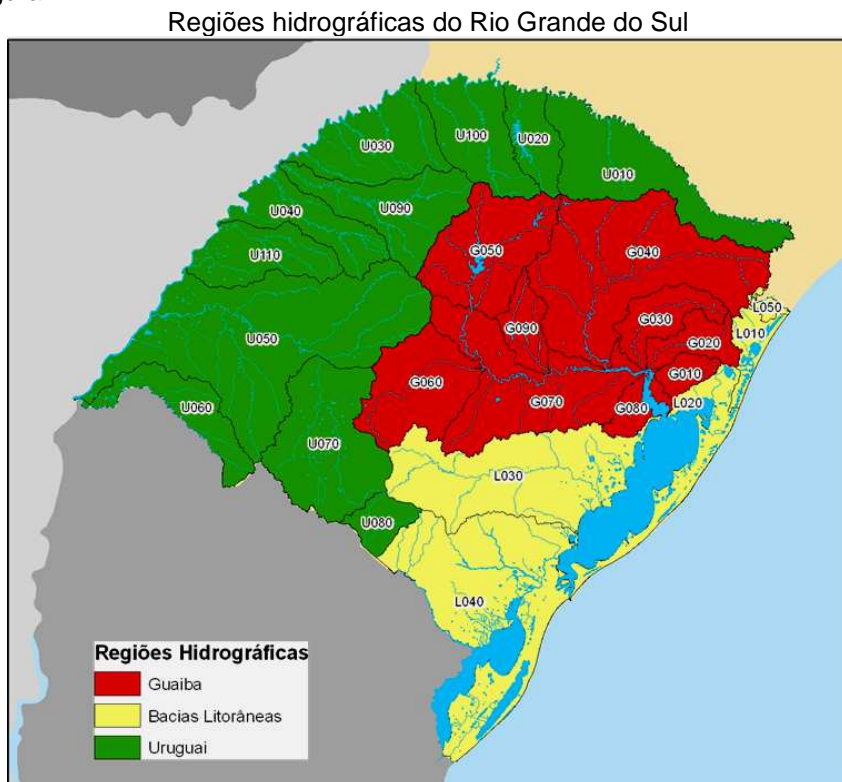 Regiões hidrográficas do Rio Grande do Sul
U030
U100
U020
U010
U040
U090
U110
G050
G040
L050
G030
L010
U050
G090
G020
G010
G060
L020
U060
G070
G080
U070
L030
U080
L040
Regiões Hidrográficas
Guaiba
Bacias Litorâneas
Uruguai